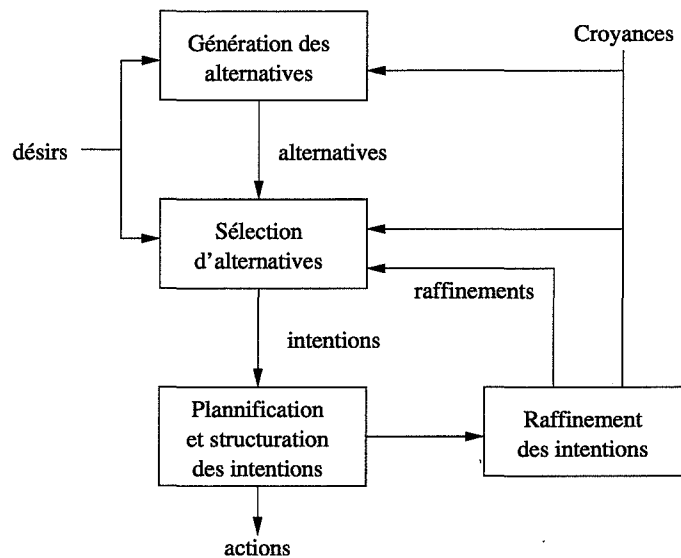 Croyances
Génération des
alternatives
désirs
alternatives
Sélection
d'alternatives
raffinements
intentions
Plannification
et structuration
des intentions
Raffinement
des intentions
actions